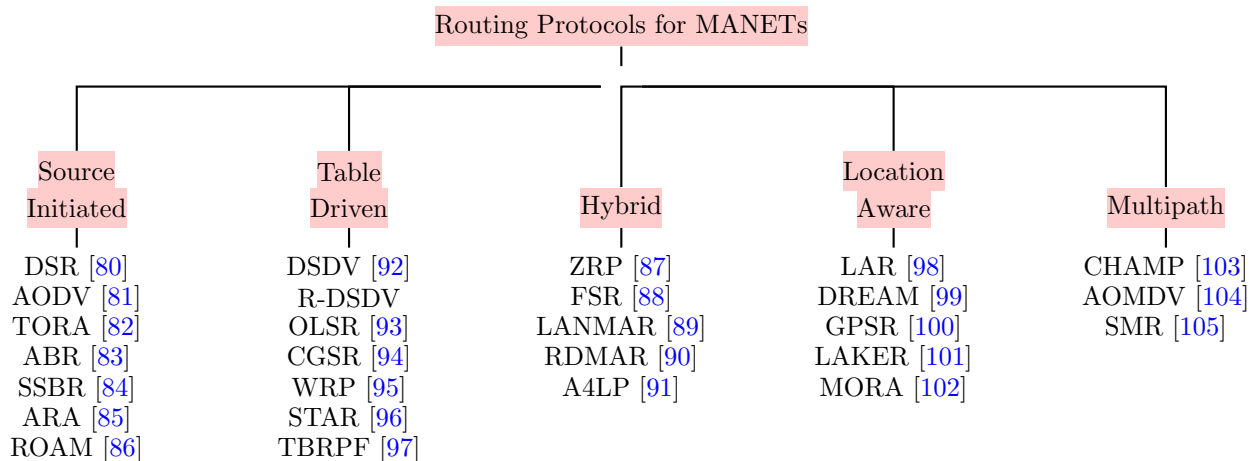 Routing Protocols for MANETs
Source
Initiated
DSR [80]
AODV [81]
TORA [82]
ABR [83]
SSBR [84]
ARA [85]
ROAM [86]
Table
Driven
DSDV [92]
R-DSDV
OLSR [93]
CGSR [94]
WRP [95]
STAR [96]
TBRPF [97]
Hybrid
ZRP [87]
FSR [88]
LANMAR [89]
RDMAR [90]
A4LP [91]
Location
Aware
LAR [98]
DREAM [99]
GPSR [100]
LAKER [101]
MORA [102]
Multipath
CHAMP [103]
AOMDV [104]
SMR [105]